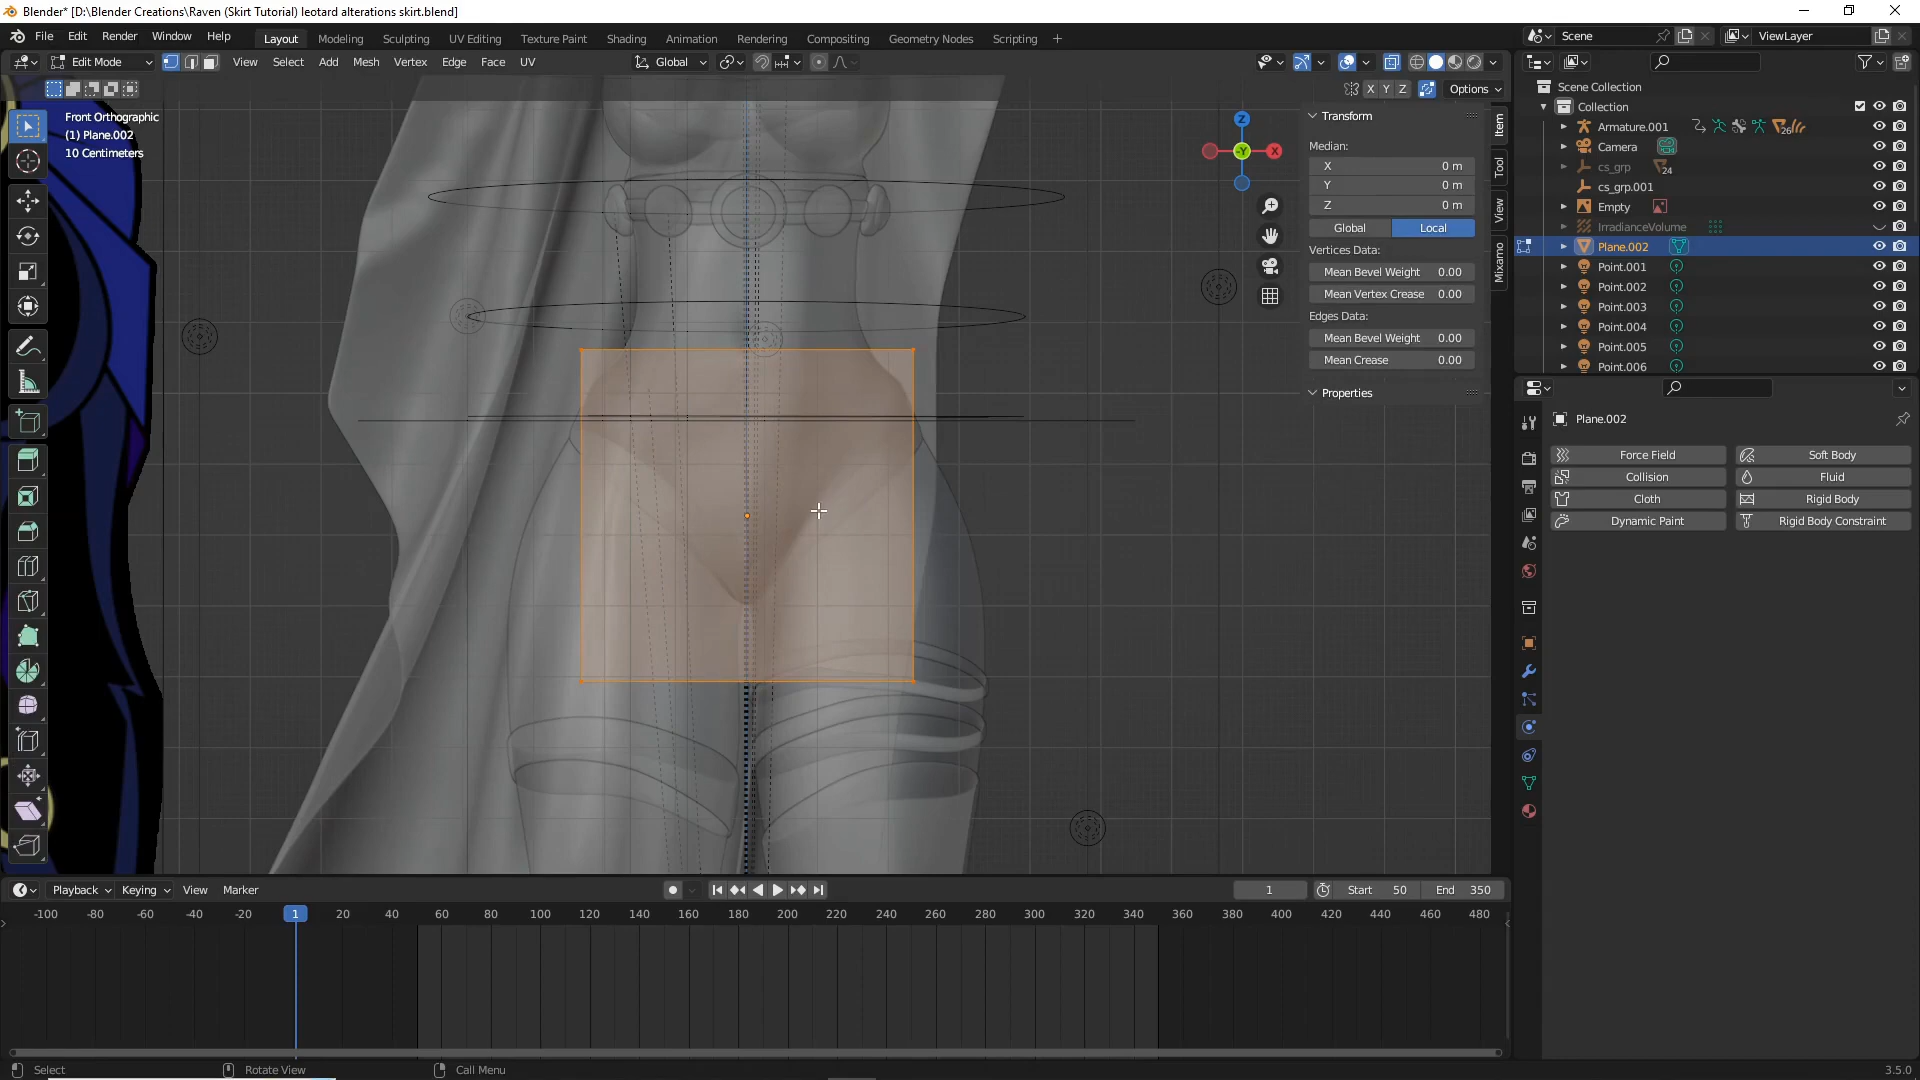 Blender* [D:\Blender Creations\Raven (Skirt Tutorial) leotard alterations skirt.blend]
File Edit Render Window Help
Layout Modeling Sculpting UV Editing Texture Paint Shading Animation Rendering Compositing Geometry Nodes Scripting +
Scene
ViewLayer
Edit Mode View Select Add Mesh Vertex Edge Face UV
Global
X Y Z
Options
Front Orthographic
(1) Plane.002
10 Centimeters
Z
-Y
X
Transform
Median:
X 0 m
Y 0 m
Z 0 m
Global Local
Vertices Data:
Mean Bevel Weight 0.00
Mean Vertex Crease 0.00
Edges Data:
Mean Bevel Weight 0.00
Mean Crease 0.00
Properties
Item
Tool
View
Mixamo
Scene Collection
Collection
Armature.001
26
Camera
cs_grp
24
cs_grp.001
Empty
IrradianceVolume
Plane.002
Point.001
Point.002
Point.003
Point.004
Point.005
Point.006
Plane.002
Force Field Soft Body
Collision Fluid
Cloth Rigid Body
Dynamic Paint Rigid Body Constraint
Playback Keying View Marker
1
Start 50
End 350
-100 -80 -60 -40 -20 1 20 40 60 80 100 120 140 160 180 200 220 240 260 280 300 320 340 360 380 400 420 440 460 480
Select
Rotate View
Call Menu
3.5.0